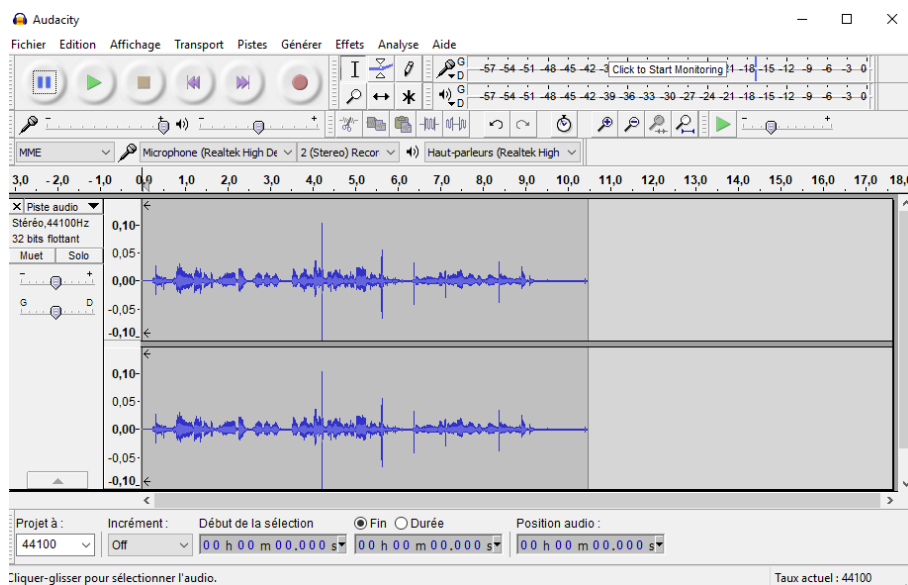 Audacity
Fichier Edition Affichage Transport Pistes Générer Effets Analyse Aide
G
D
-57 -54 -51 -48 -45 -42 -3 Click to Start Monitoring 1 -18 -15 -12 -9 -6 -3 0
G
D
-57 -54 -51 -48 -45 -42 -39 -36 -33 -30 -27 -24 -21 -18 -15 -12 -9 -6 -3 0
MME Microphone (Realtek High De 2 (Stereo) Recor Haut-parleurs (Realtek High
3,0 -2,0 -1,0 0,0 1,0 2,0 3,0 4,0 5,0 6,0 7,0 8,0 9,0 10,0 11,0 12,0 13,0 14,0 15,0 16,0 17,0 18,0
Piste audio
Stéréo,44100Hz
32 bits flottant
Muet Solo
- +
G D
0,10
0,05
0,00
-0,05
-0,10
0,10
0,05
0,00
-0,05
-0,10
Projet à : Incrément : Début de la sélection Fin Durée Position audio :
44100 Off 00 h 00 m 00.000 s 00 h 00 m 00.000 s 00 h 00 m 00.000 s
Cliquer-glisser pour sélectionner l'audio. Taux actuel : 44100